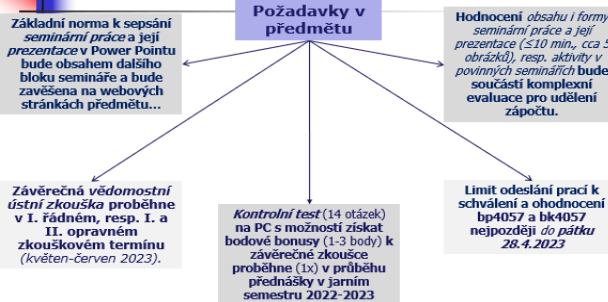 Požadavky v
předmětu
Základní norma k sepsání
seminární práce a její
prezentace v Power Pointu
bude obsahem dalšího
bloku semináře a bude
zavěšena na webových
stránkách předmětu...
Hodnocení obsahu i formy
seminární práce a její
prezentace (≤10 min., cca 5
obrázků), resp. aktivity v
povinných seminářích bude
součástí komplexní
evaluace pro udělení
zápočtu.
Závěrečná vědomostní
ústní zkouška proběhne
v I. řádném, resp. I. a
II. opravném
zkouškovém termínu
(květen-červen 2023).
Kontrolní test (14 otázek)
na PC s možností získat
bodové bonusy (1-3 body) k
závěrečné zkoušce
proběhne (1x) v průběhu
přednášky v jarním
semestru 2022-2023
Limit odeslání prací k
schválení a ohodnocení
bp4057 a bk4057
nejpozději do pátku
28.4.2023